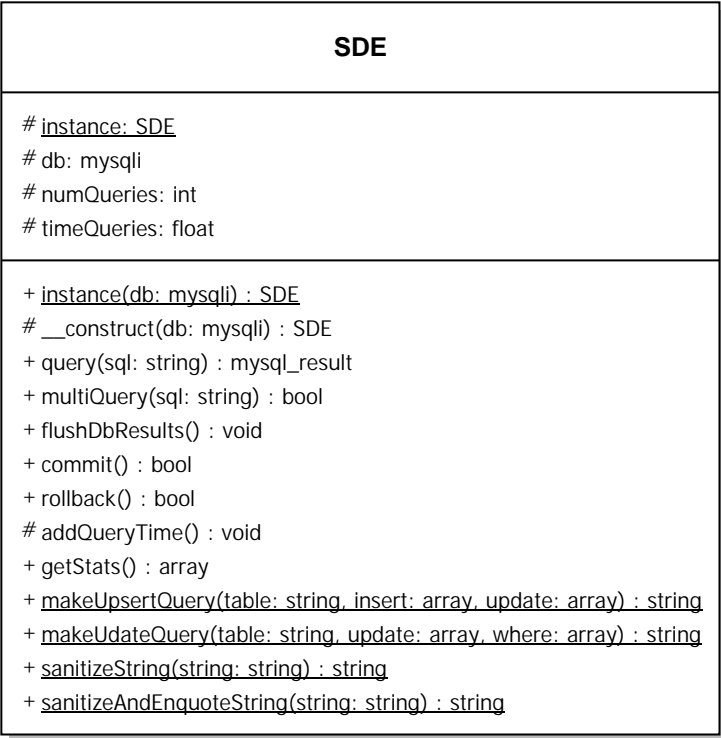 SDE
# instance: SDE
# db: mysqli
# numQueries: int
# timeQueries: float
+ instance(db: mysqli) : SDE
# __construct(db: mysqli) : SDE
+ query(sql: string) : mysql_result
+ multiQuery(sql: string) : bool
+ flushDbResults() : void
+ commit() : bool
+ rollback() : bool
# addQueryTime() : void
+ getStats() : array
+ makeUpsertQuery(table: string, insert: array, update: array) : string
+ makeUdateQuery(table: string, update: array, where: array) : string
+ sanitizeString(string: string) : string
+ sanitizeAndEnquoteString(string: string) : string